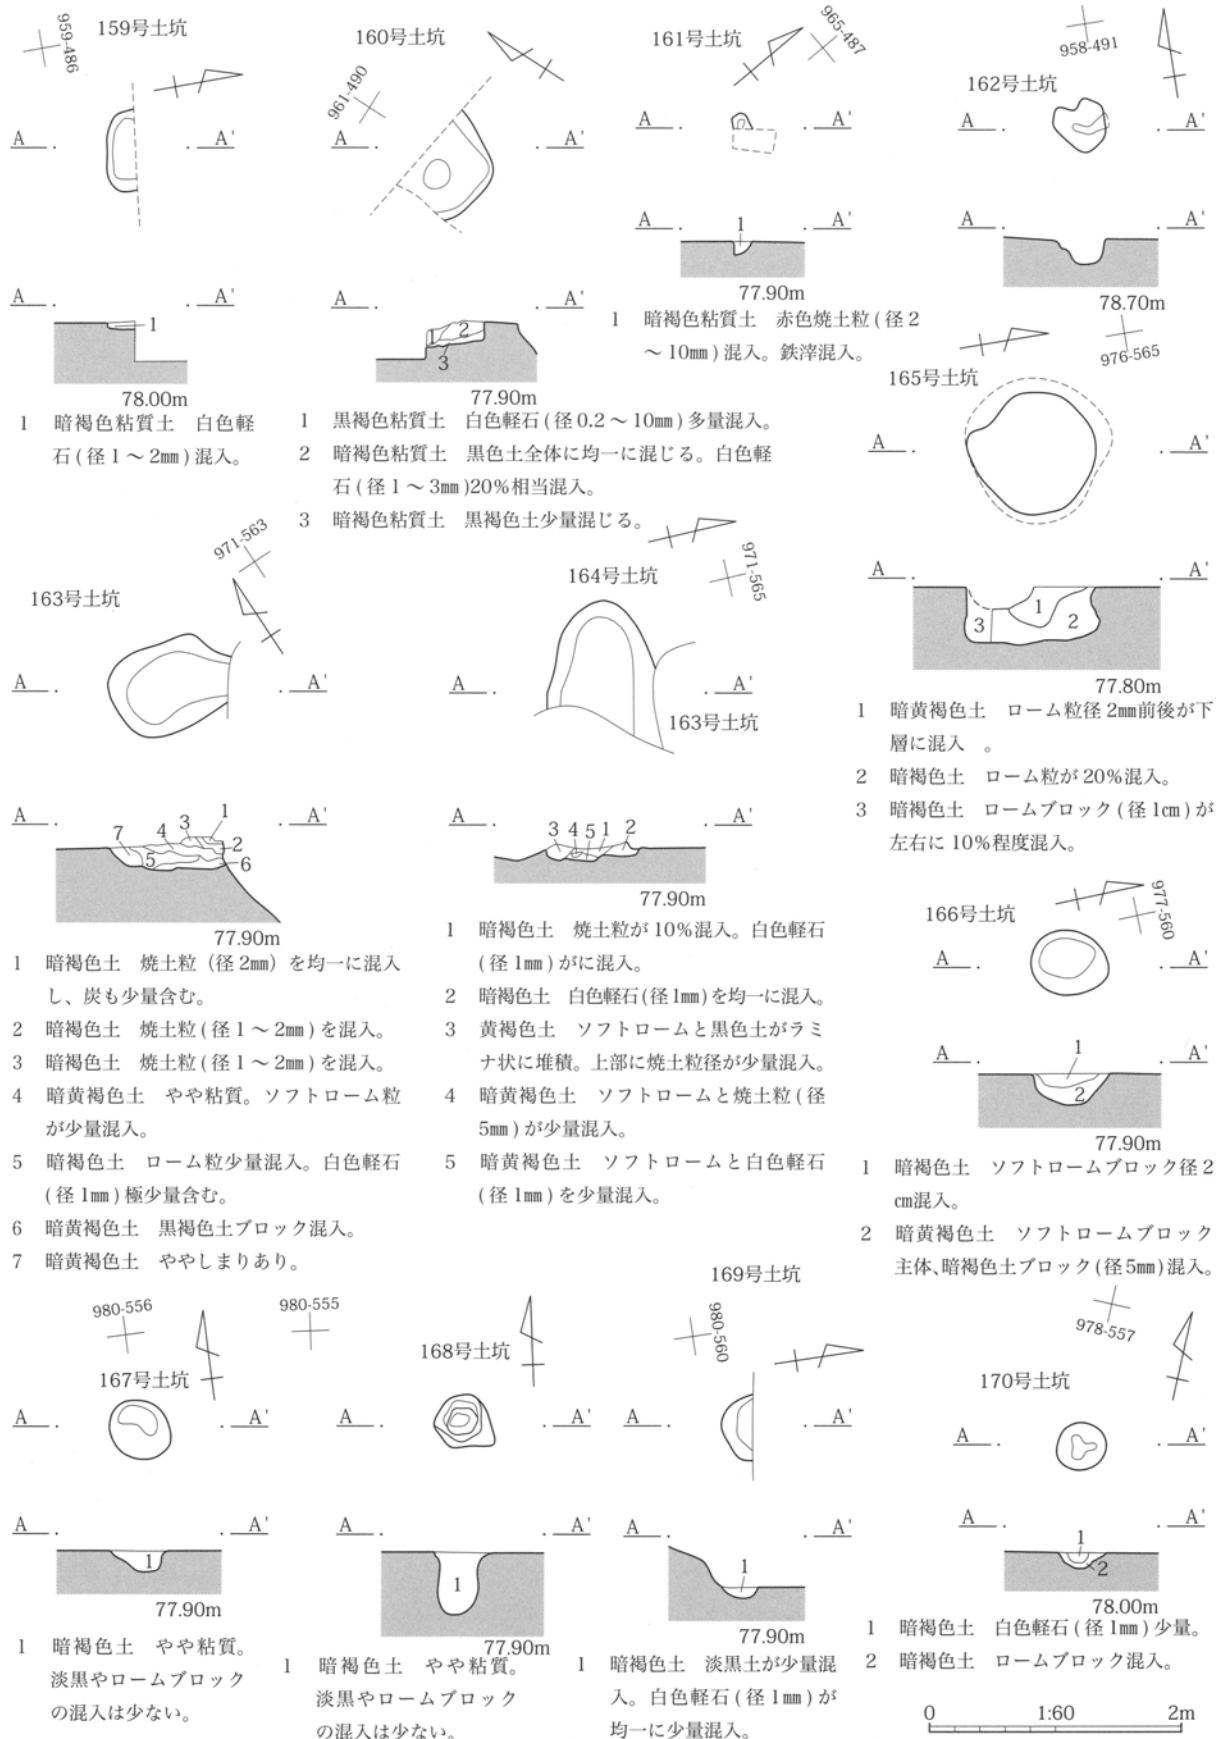 159号土坑
959-486
A A'
A A'
78.00m
1 暗褐色粘質土 白色軽
石(径1〜2㎜)混入。
160号土坑
961-490
A A'
A A'
1 2
3
77.90m
1 黒褐色粘質土 白色軽石(径0.2〜10㎜)多量混入。
2 暗褐色粘質土 黒色土全体に均一に混じる。白色軽
石(径1〜3㎜)20%相当混入。
3 暗褐色粘質土 黒褐色土少量混じる。
161号土坑
965-487
A A'
A A'
1
77.90m
1 暗褐色粘質土 赤色焼土粒(径2
〜10㎜)混入。鉄滓混入。
162号土坑
958-491
A A'
A A'
78.70m
163号土坑
971-563
A A'
A A'
7 4 3 1
5 2
6
77.90m
1 暗褐色土 焼土粒(径2㎜)を均一に混入
し、炭も少量含む。
2 暗褐色土 焼土粒(径1〜2㎜)を混入。
3 暗褐色土 焼土粒(径1〜2㎜)を混入。
4 暗黄褐色土 やや粘質。ソフトローム粒
が少量混入。
5 暗褐色土 ローム粒少量混入。白色軽石
(径1㎜)極少量含む。
6 暗黄褐色土 黒褐色土ブロック混入。
7 暗黄褐色土 ややしまりあり。
164号土坑
971-565
A A'
163号土坑
A A'
3 4 5 1 2
77.90m
1 暗褐色土 焼土粒が10%混入。白色軽石
(径1㎜)がに混入。
2 暗褐色土 白色軽石(径1㎜)を均一に混入。
3 黄褐色土 ソフトロームと黒色土がラミ
ナ状に堆積。上部に焼土粒径が少量混入。
4 暗黄褐色土 ソフトロームと焼土粒(径
5㎜)が少量混入。
5 暗黄褐色土 ソフトロームと白色軽石
(径1㎜)を少量混入。
165号土坑
976-565
A A'
A A'
3 1 2
77.80m
1 暗黄褐色土 ローム粒径2㎜前後が下
層に混入 。
2 暗褐色土 ローム粒が20%混入。
3 暗褐色土 ロームブロック(径1㎝)が
左右に10%程度混入。
166号土坑
977-560
A A'
A A'
1
2
77.90m
1 暗褐色土 ソフトロームブロック径2
㎝混入。
2 暗黄褐色土 ソフトロームブロック
主体、暗褐色土ブロック(径5㎜)混入。
167号土坑
980-556
A A'
A A'
1
77.90m
1 暗褐色土 やや粘質。
淡黒やロームブロック
の混入は少ない。
168号土坑
980-555
A A'
A A'
1
77.90m
1 暗褐色土 やや粘質。
淡黒やロームブロック
の混入は少ない。
169号土坑
980-560
A A'
A A'
1
77.90m
1 暗褐色土 淡黒土が少量混
入。白色軽石(径1㎜)が
均一に少量混入。
170号土坑
978-557
A A'
A A'
1
2
78.00m
1 暗褐色土 白色軽石(径1㎜)少量。
2 暗褐色土 ロームブロック混入。
0 1:60 2m